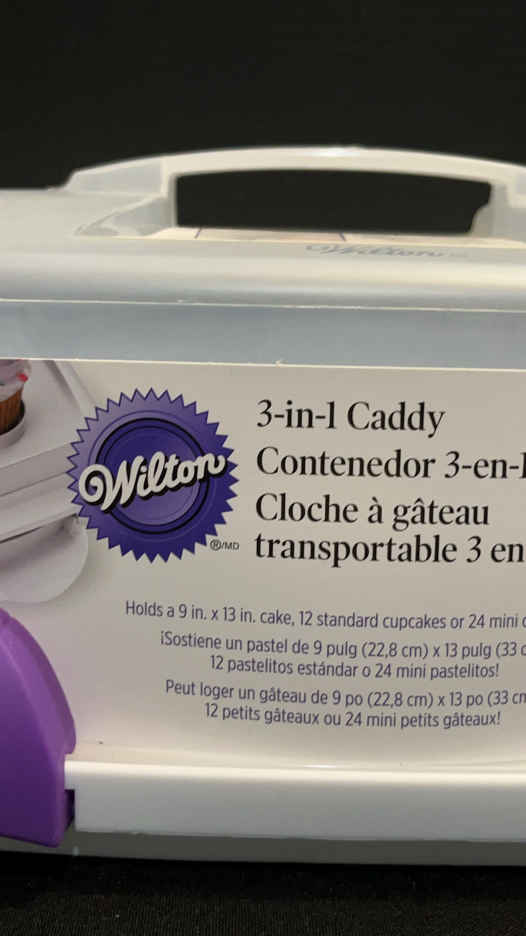 Wilton
Wilton
®/MD
3-in-1 Caddy
Contenedor 3-en-1
Cloche à gâteau
transportable 3 en
Holds a 9 in. x 13 in. cake, 12 standard cupcakes or 24 mini
¡Sostiene un pastel de 9 pulg (22,8 cm) x 13 pulg (33
12 pastelitos estándar o 24 mini pastelitos!
Peut loger un gâteau de 9 po (22,8 cm) x 13 po (33 cm
12 petits gâteaux ou 24 mini petits gâteaux!